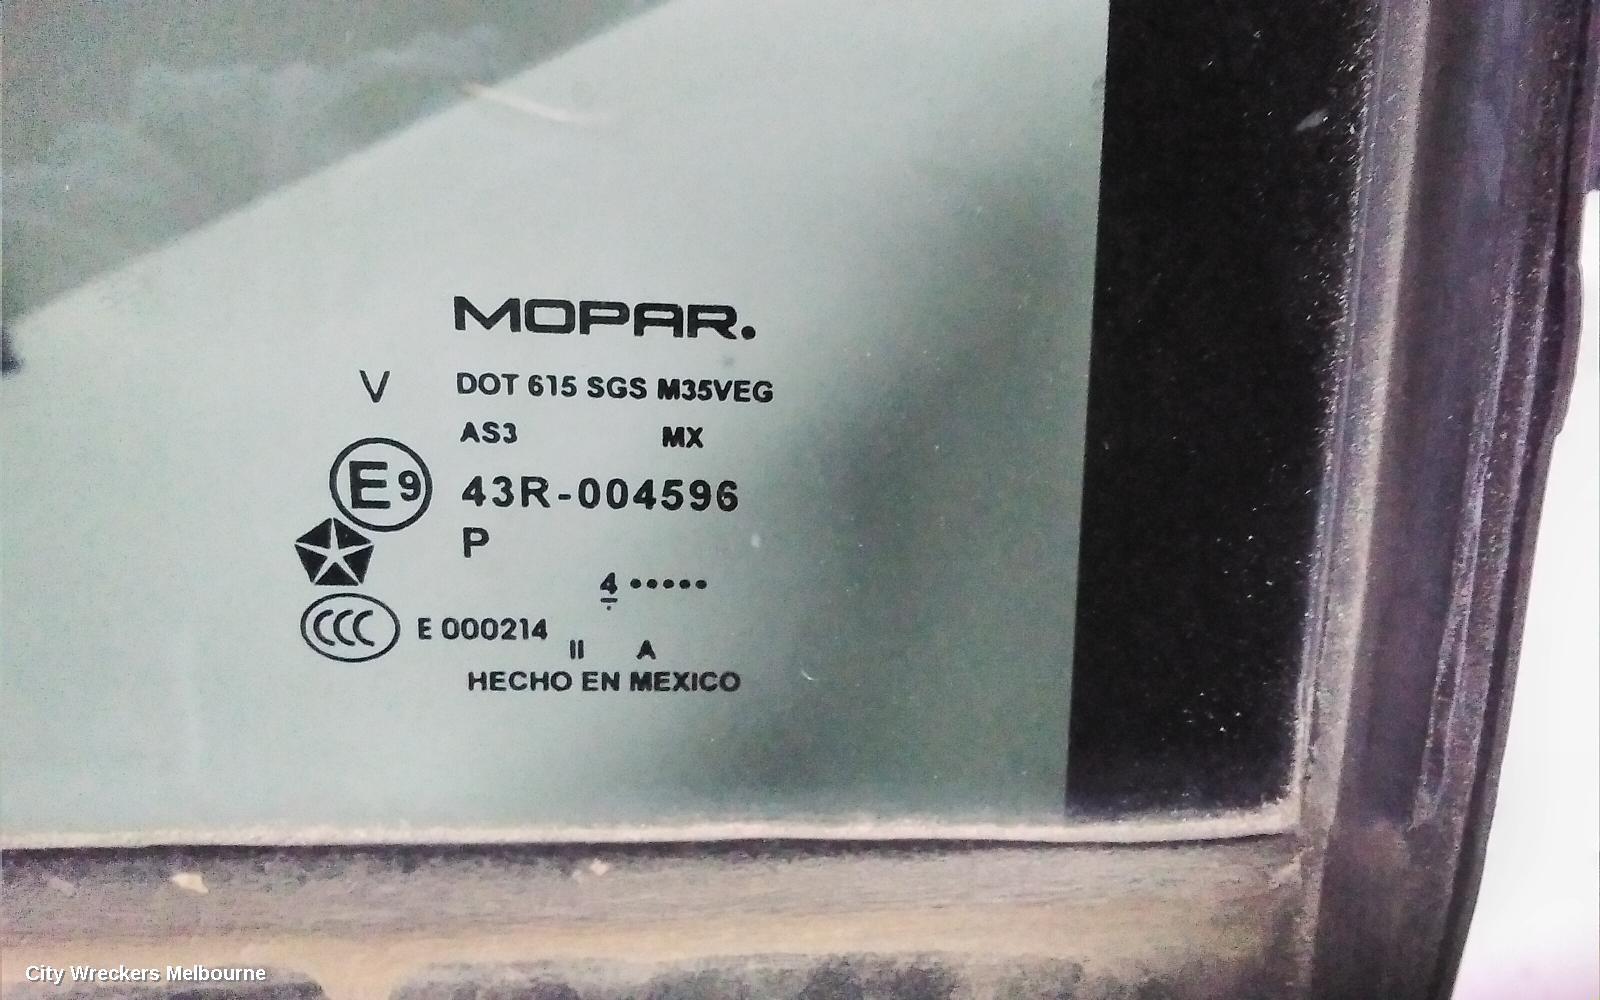 MOPAR.
V DOT 615 SGS M35VEG
AS3 MX
E9 43R-004596
P
4 •••••
CCC E 000214
II A
HECHO EN MEXICO
City Wreckers Melbourne